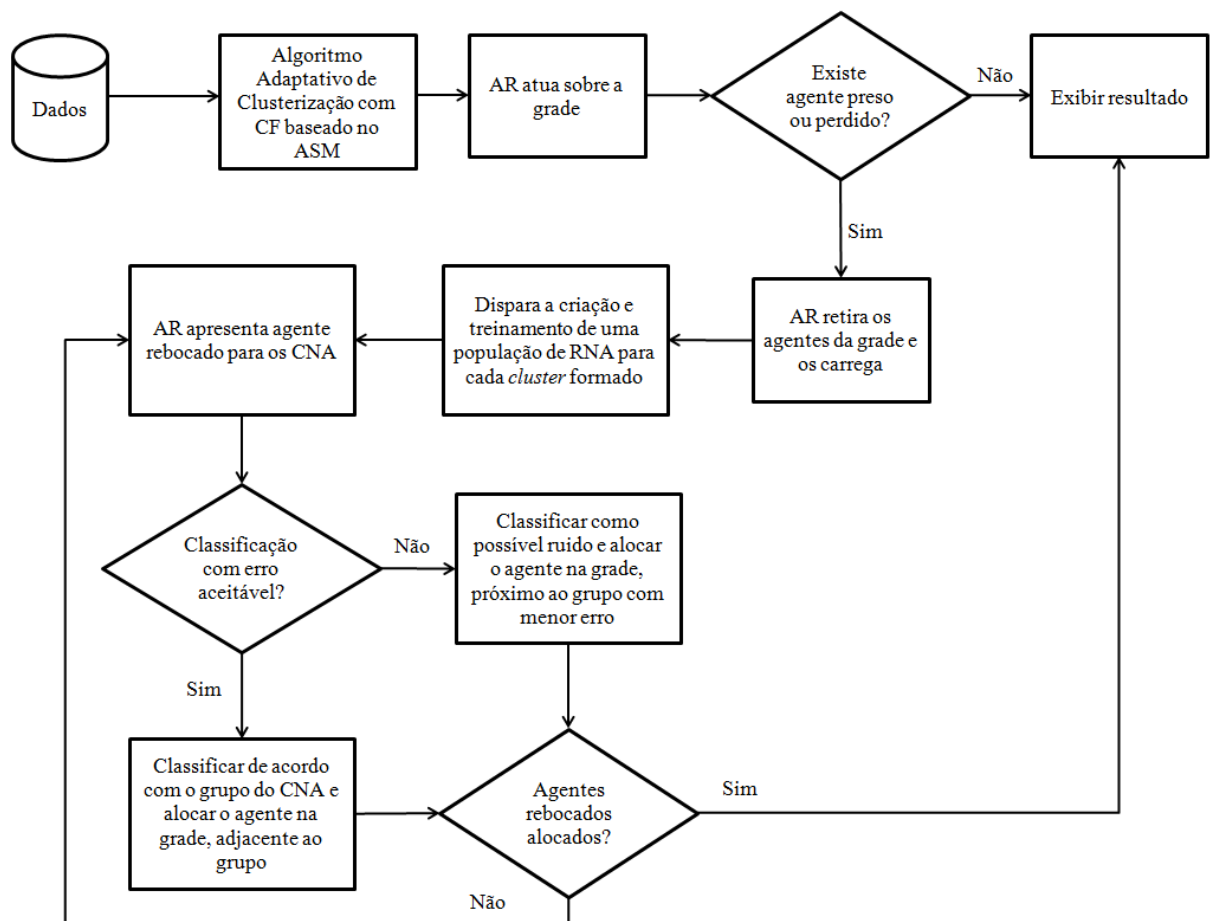 Dados
Algoritmo
Adaptativo de
Clusterização com
CF baseado no
ASM
AR atua sobre a
grade
Existe
agente preso
ou perdido?
Não
Exibir resultado
Sim
AR apresenta agente
rebocado para os CNA
Dispara a criação e
treinamento de uma
população de RNA para
cada cluster formado
AR retira os
agentes da grade e
os carrega
Classificação
com erro
aceitável?
Não
Classificar como
possível ruido e alocar
o agente na grade,
próximo ao grupo com
menor erro
Sim
Classificar de acordo
com o grupo do CNA e
alocar o agente na
grade, adjacente ao
grupo
Agentes
rebocados
alocados?
Sim
Não